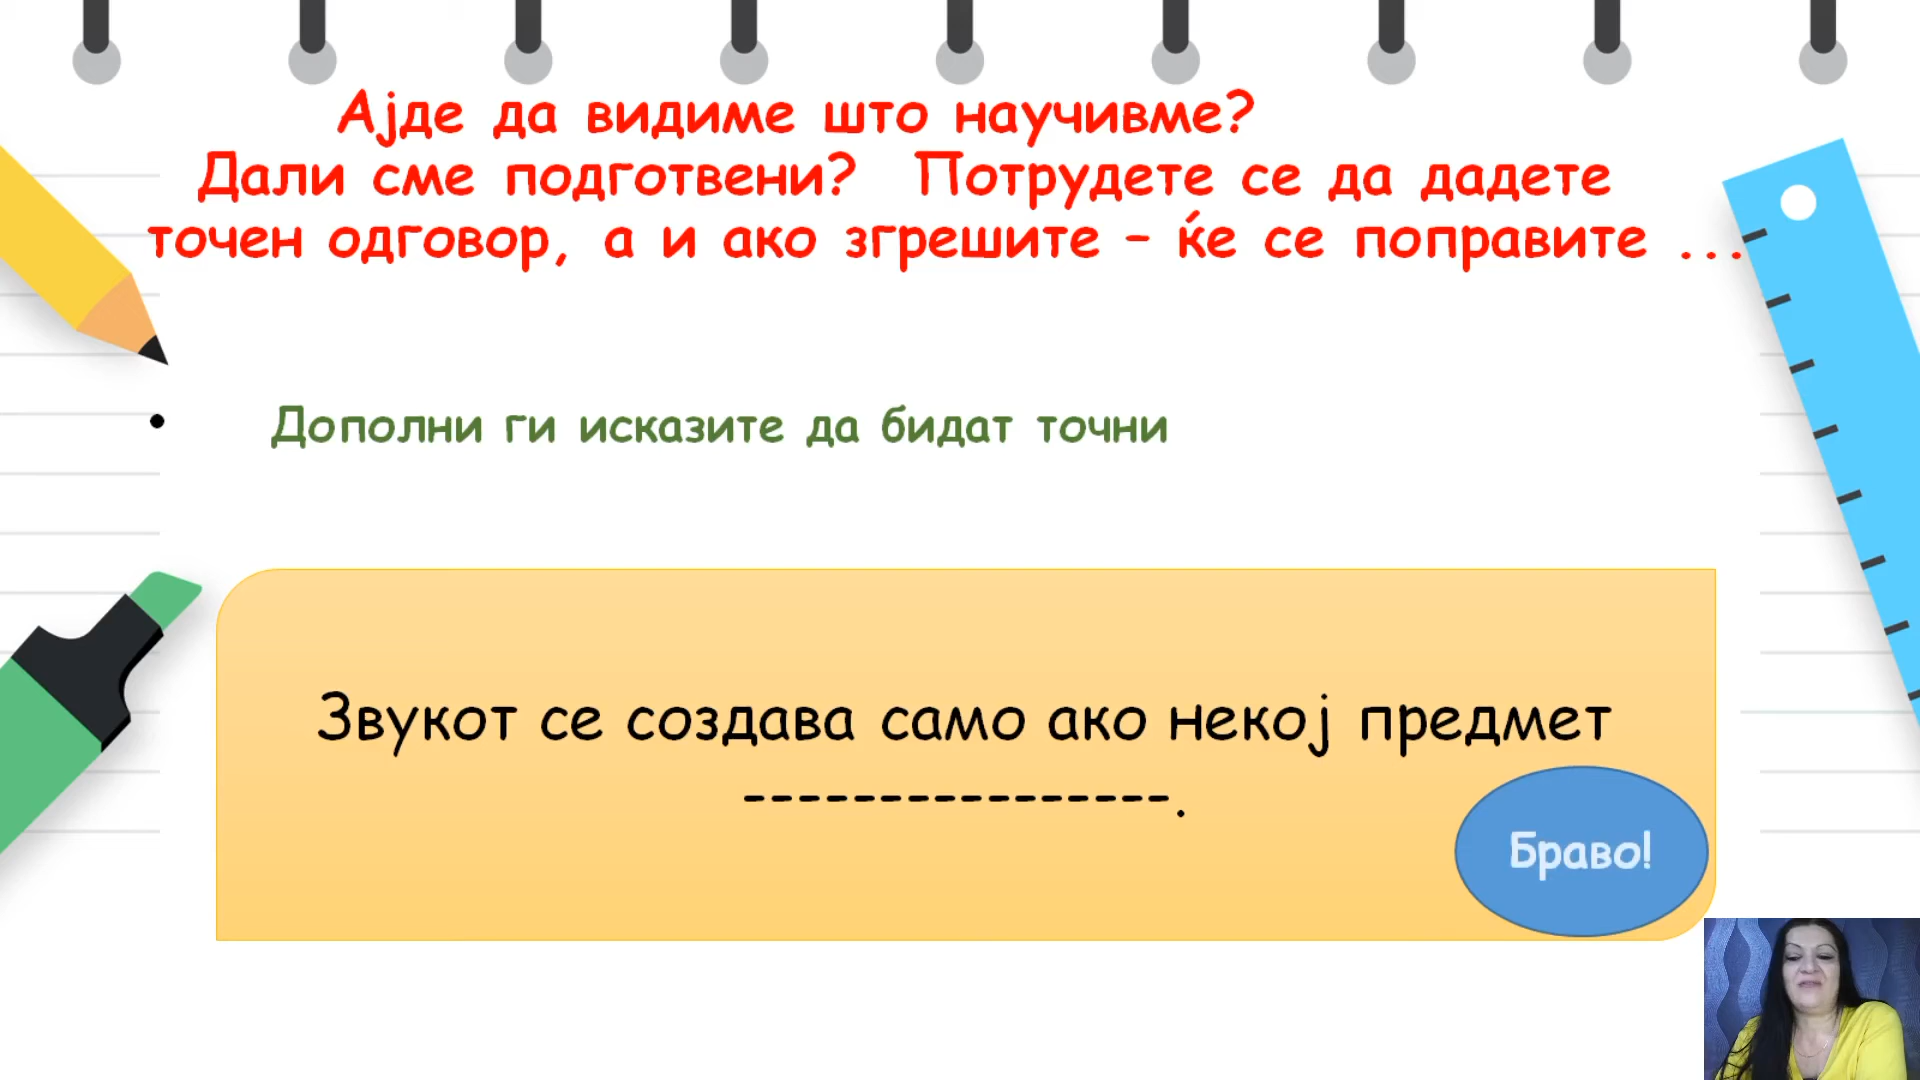 Ајде да видиме што научивме?
Дали сме подготвени? Потрудете се да дадете
точен одговор, а и ако згрешите – ќе се поправите ...
• Дополни ги исказите да бидат точни
Звукот се создава само ако некој предмет
----------------.
Браво!